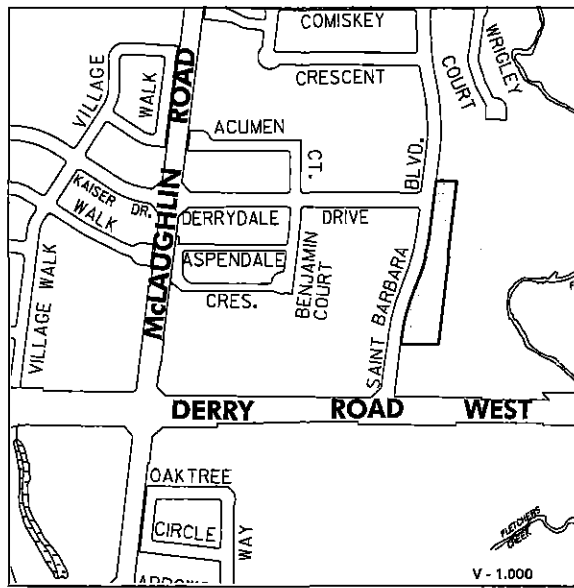 COMISKEY
CRESCENT
WRIGLEY
COURT
VILLAGE
WALK
McLAUGHLIN ROAD
ACUMEN
CT.
BLVD.
KAISER DR.
WALK
DERRYDALE DRIVE
ASPENDALE
CRES.
BENJAMIN
COURT
SAINT BARBARA
VILLAGE WALK
DERRY ROAD WEST
OAKTREE
CIRCLE
WAY
FLETCHERS
CREEK
V - 1.000